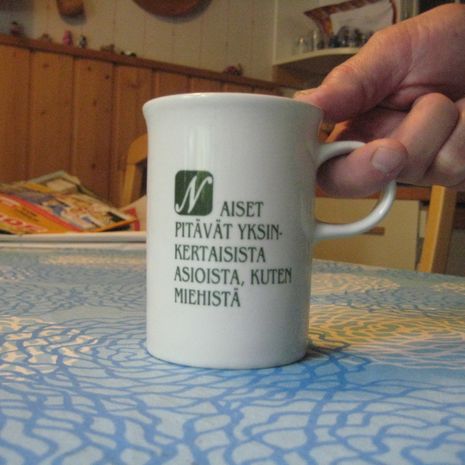 NAISET
PITÄVÄT YKSIN-
KERTAISISTA
ASIOISTA, KUTEN
MIEHISTÄ